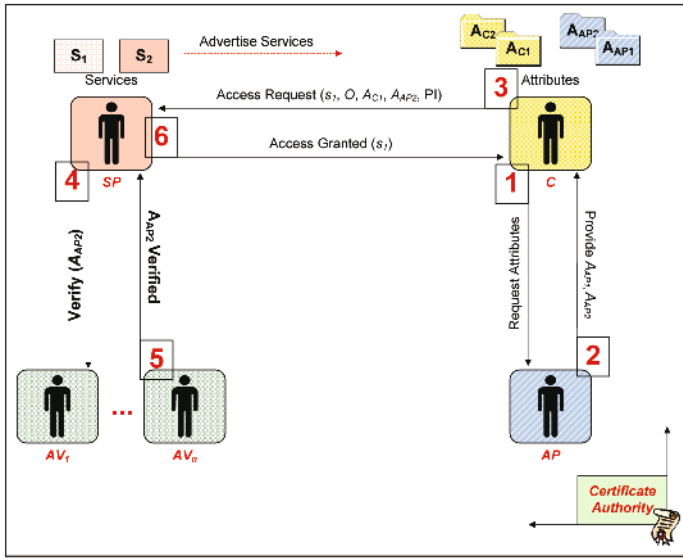 S1
S2
Advertise Services
AC2
AC1
AAP2
AAP1
Services
Attributes
Access Request (s1, O, AC1, AAP2, PI)
3
6
Access Granted (s1)
4
SP
1
C
Verify (AAP2)
AAP2 Verified
Request Attributes
Provide AAP1, AAP2
5
2
...
AV1
AVn
AP
Certificate
Authority